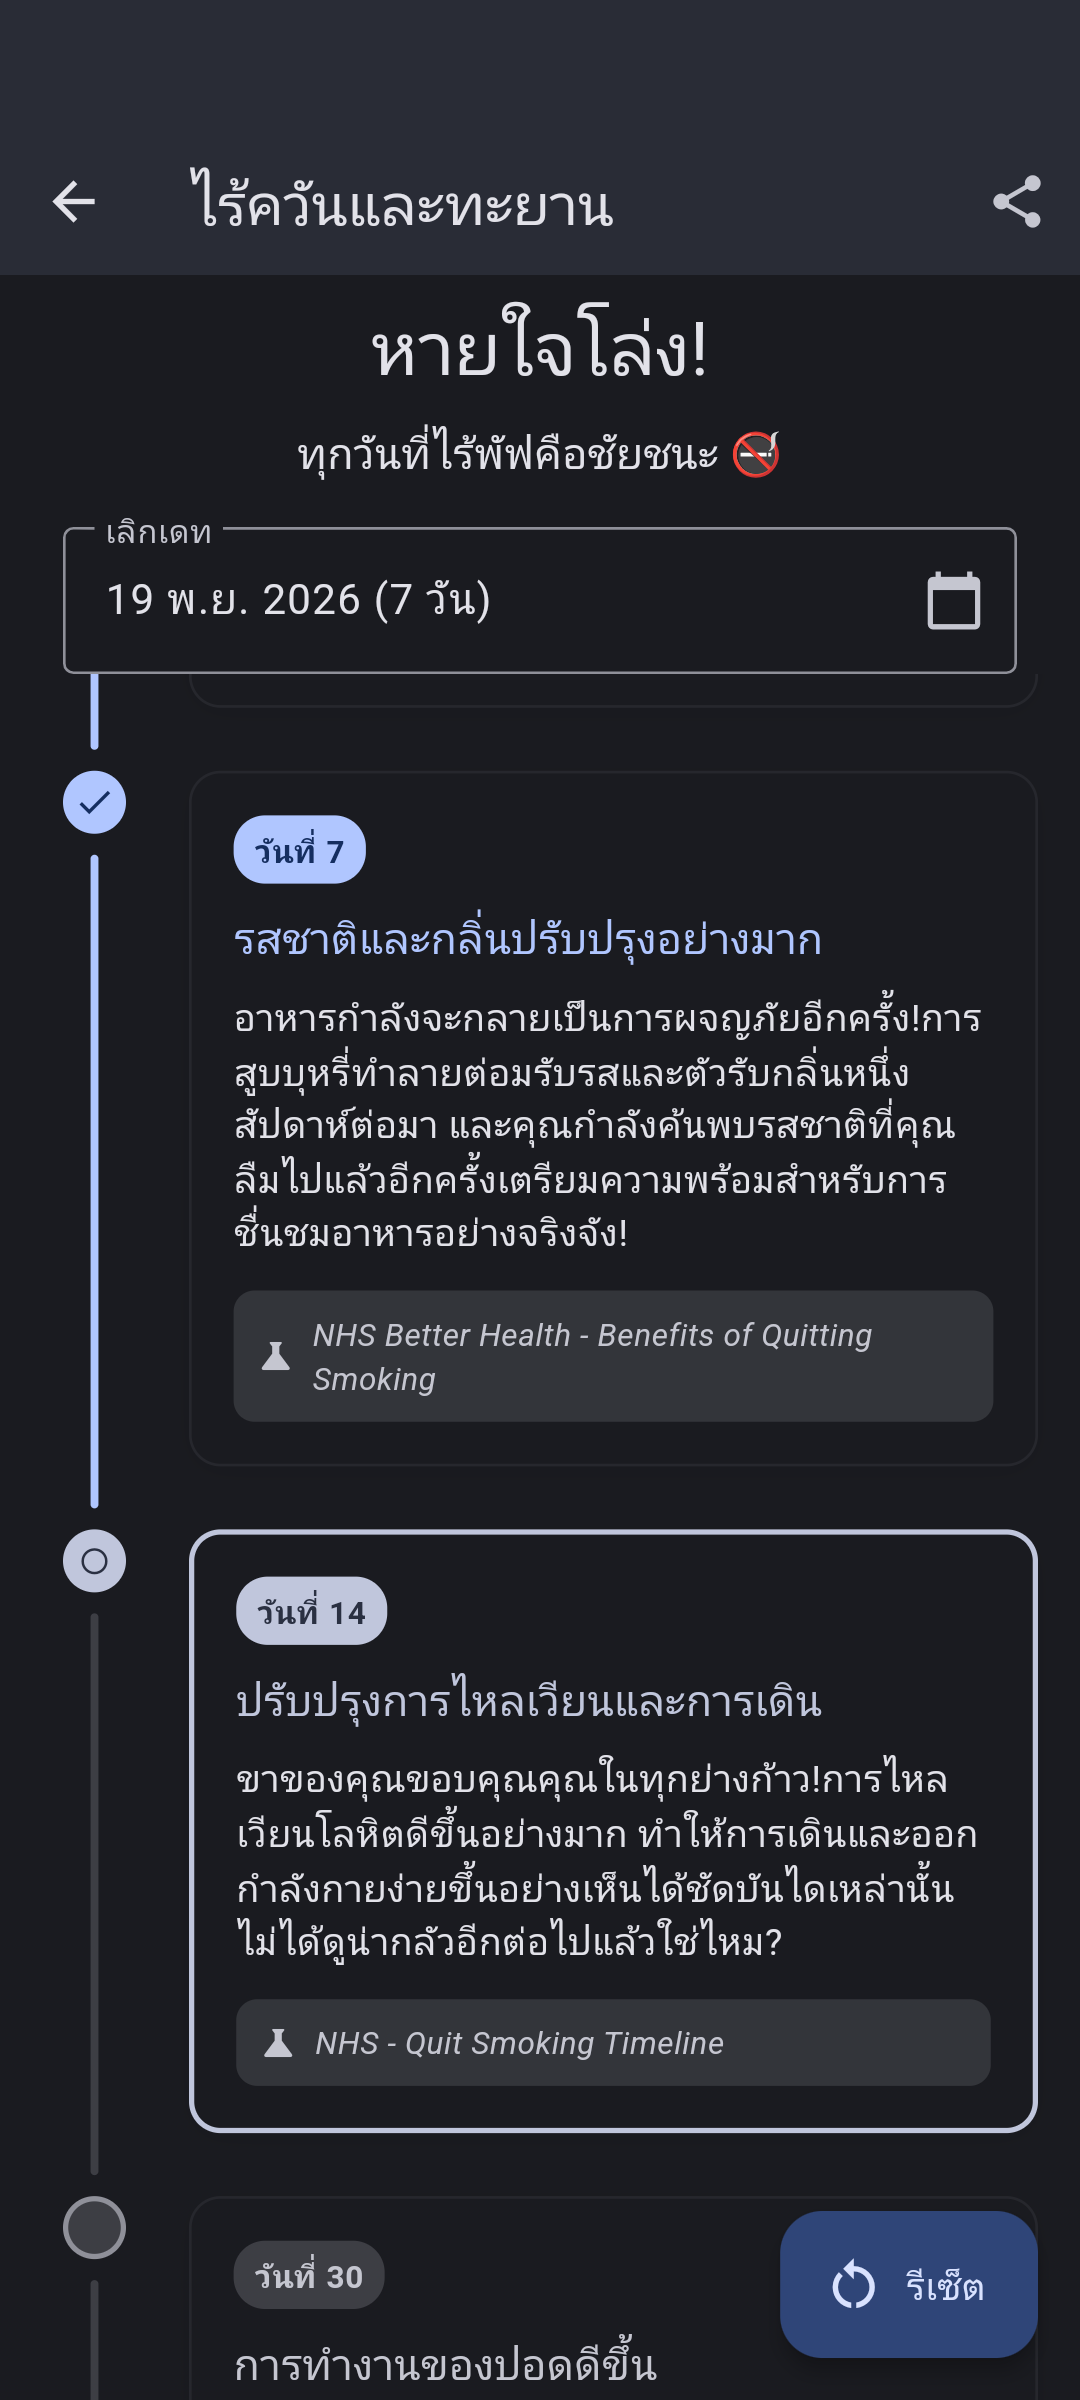 ไร้ควันและทะยาน
หายใจโล่ง!
ทุกวันที่ไร้พัฟคือชัยชนะ 🚭
เลิกเดท
19 พ.ย. 2026 (7 วัน)
วันที่ 7
รสชาติและกลิ่นปรับปรุงอย่างมาก
อาหารกำลังจะกลายเป็นการผจญภัยอีกครั้ง!การ
สูบบุหรี่ทำลายต่อมรับรสและตัวรับกลิ่นหนึ่ง
สัปดาห์ต่อมา และคุณกำลังค้นพบรสชาติที่คุณ
ลืมไปแล้วอีกครั้งเตรียมความพร้อมสำหรับการ
ชื่นชมอาหารอย่างจริงจัง!
NHS Better Health - Benefits of Quitting
Smoking
วันที่ 14
ปรับปรุงการไหลเวียนและการเดิน
ขาของคุณขอบคุณคุณในทุกย่างก้าว!การไหล
เวียนโลหิตดีขึ้นอย่างมาก ทำให้การเดินและออก
กำลังกายง่ายขึ้นอย่างเห็นได้ชัดบันไดเหล่านั้น
ไม่ได้ดูน่ากลัวอีกต่อไปแล้วใช่ไหม?
NHS - Quit Smoking Timeline
วันที่ 30
การทำงานของปอดดีขึ้น
รีเซ็ต